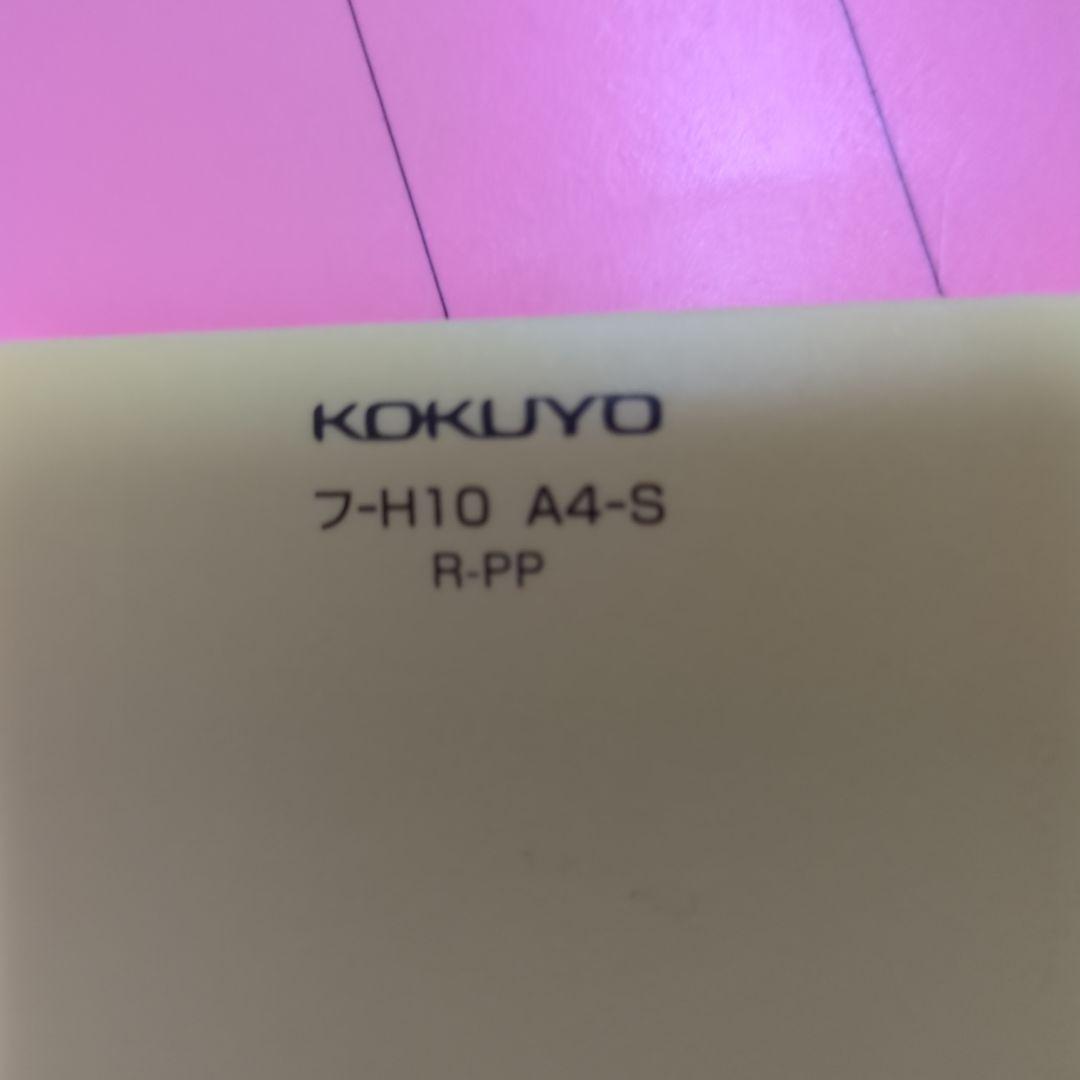 KOKUYO
フ-H10 A4-S
R-PP